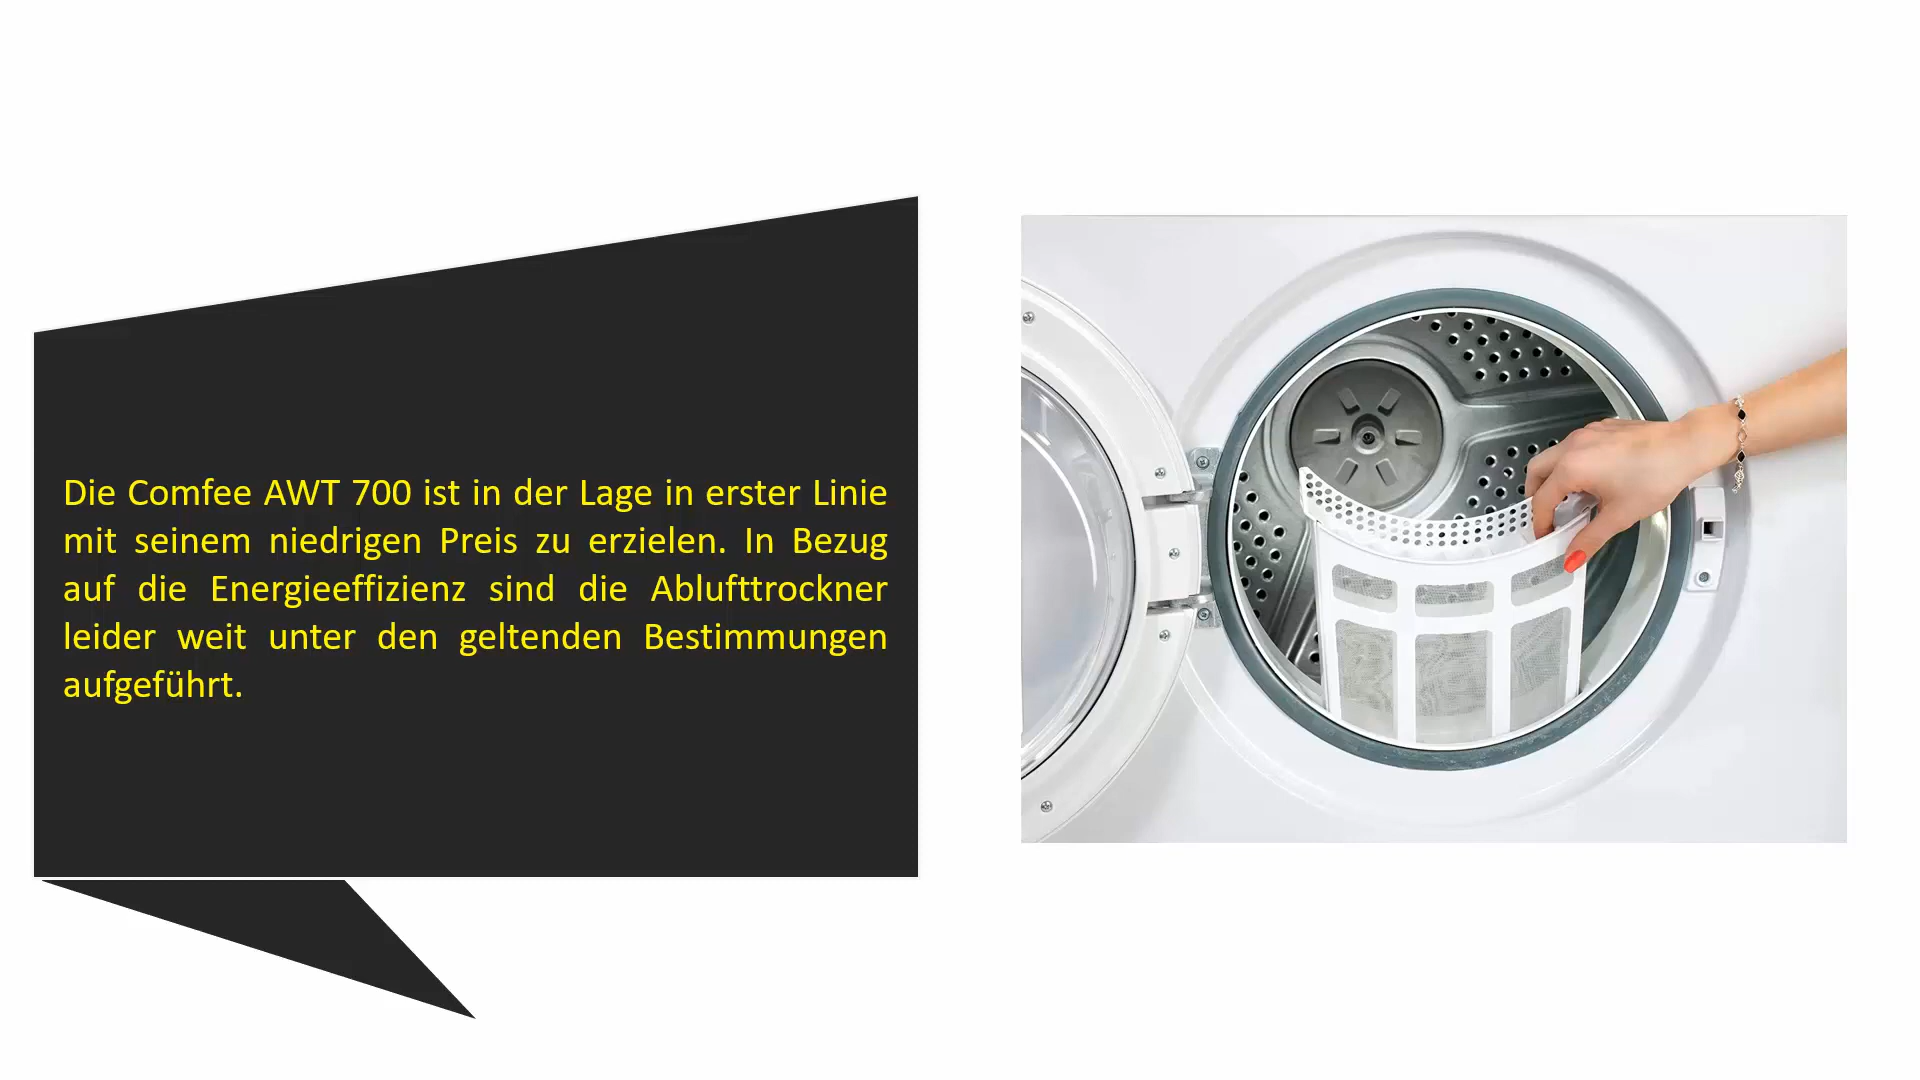 Die Comfee AWT 700 ist in der Lage in erster Linie
mit seinem niedrigen Preis zu erzielen. In Bezug
auf die Energieeffizienz sind die Ablufttrockner
leider weit unter den geltenden Bestimmungen
aufgeführt.